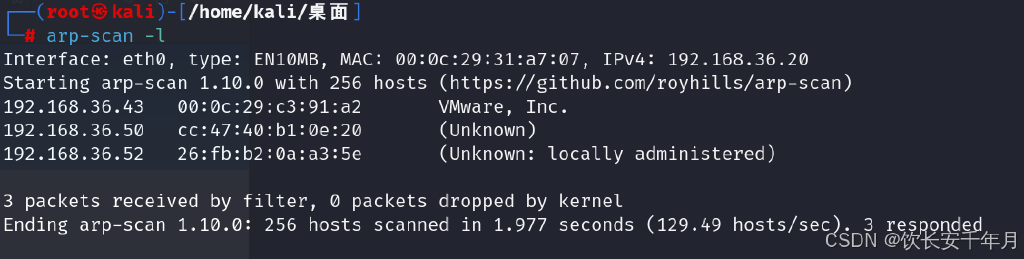 (root㉿kali)-[/home/kali/桌面]
# arp-scan -l
Interface: eth0, type: EN10MB, MAC: 00:0c:29:31:a7:07, IPv4: 192.168.36.20
Starting arp-scan 1.10.0 with 256 hosts (https://github.com/royhills/arp-scan)
192.168.36.43 00:0c:29:c3:91:a2 VMware, Inc.
192.168.36.50 cc:47:40:b1:0e:20 (Unknown)
192.168.36.52 26:fb:b2:0a:a3:5e (Unknown: locally administered)
3 packets received by filter, 0 packets dropped by kernel
Ending arp-scan 1.10.0: 256 hosts scanned in 1.977 seconds (129.49 hosts/sec). 3 responded
CSDN @饮长安千年月